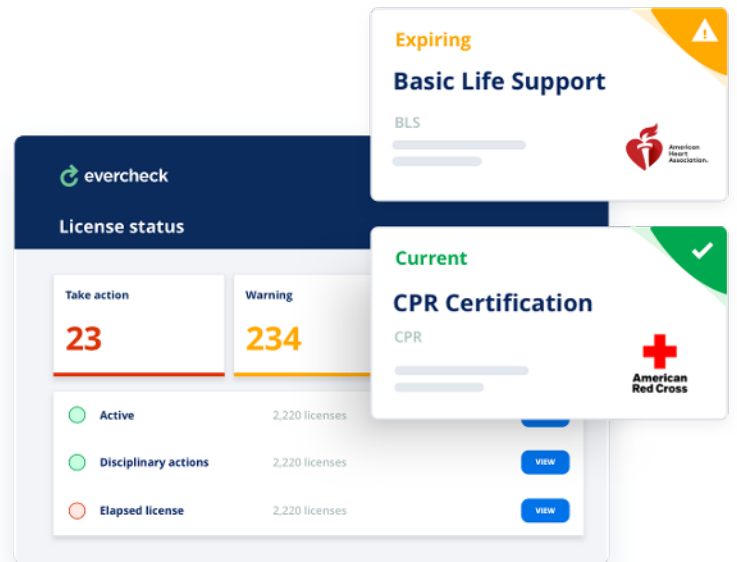 Expiring
Basic Life Support
BLS
American
Heart
Association.
evercheck
License status
Current
CPR Certification
CPR
American
Red Cross
Take action
23
Warning
234
Active 2,220 licenses
Disciplinary actions 2,220 licenses VIEW
Elapsed license 2,220 licenses VIEW